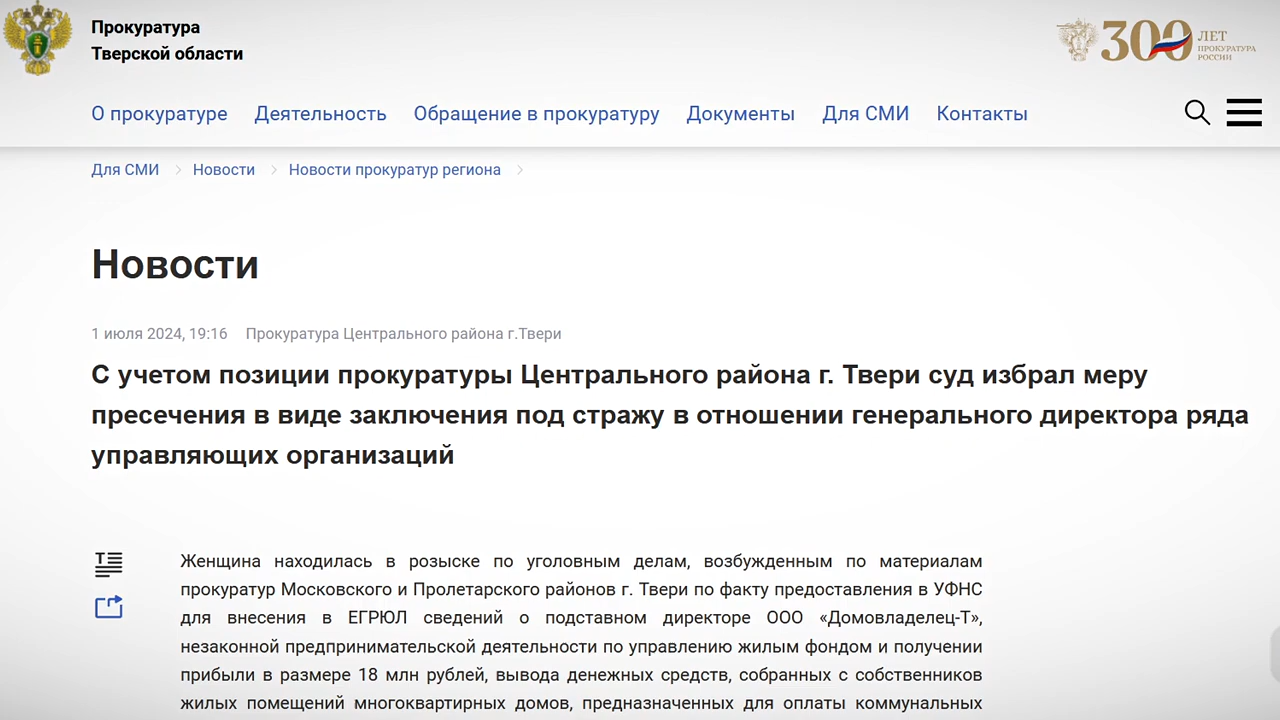 Прокуратура
Тверской области
300 ЛЕТ
ПРОКУРАТУРА
РОССИИ
О прокуратуре Деятельность Обращение в прокуратуру Документы Для СМИ Контакты
Для СМИ Новости Новости прокуратур региона
Новости
1 июля 2024, 19:16 Прокуратура Центрального района г.Твери
С учетом позиции прокуратуры Центрального района г. Твери суд избрал меру
пресечения в виде заключения под стражу в отношении генерального директора ряда
управляющих организаций
Женщина находилась в розыске по уголовным делам, возбужденным по материалам
прокуратур Московского и Пролетарского районов г. Твери по факту предоставления в УФНС
для внесения в ЕГРЮЛ сведений о подставном директоре ООО «Домовладелец-Т»,
незаконной предпринимательской деятельности по управлению жилым фондом и получении
прибыли в размере 18 млн рублей, вывода денежных средств, собранных с собственников
жилых помещений многоквартирных домов, предназначенных для оплаты коммунальных